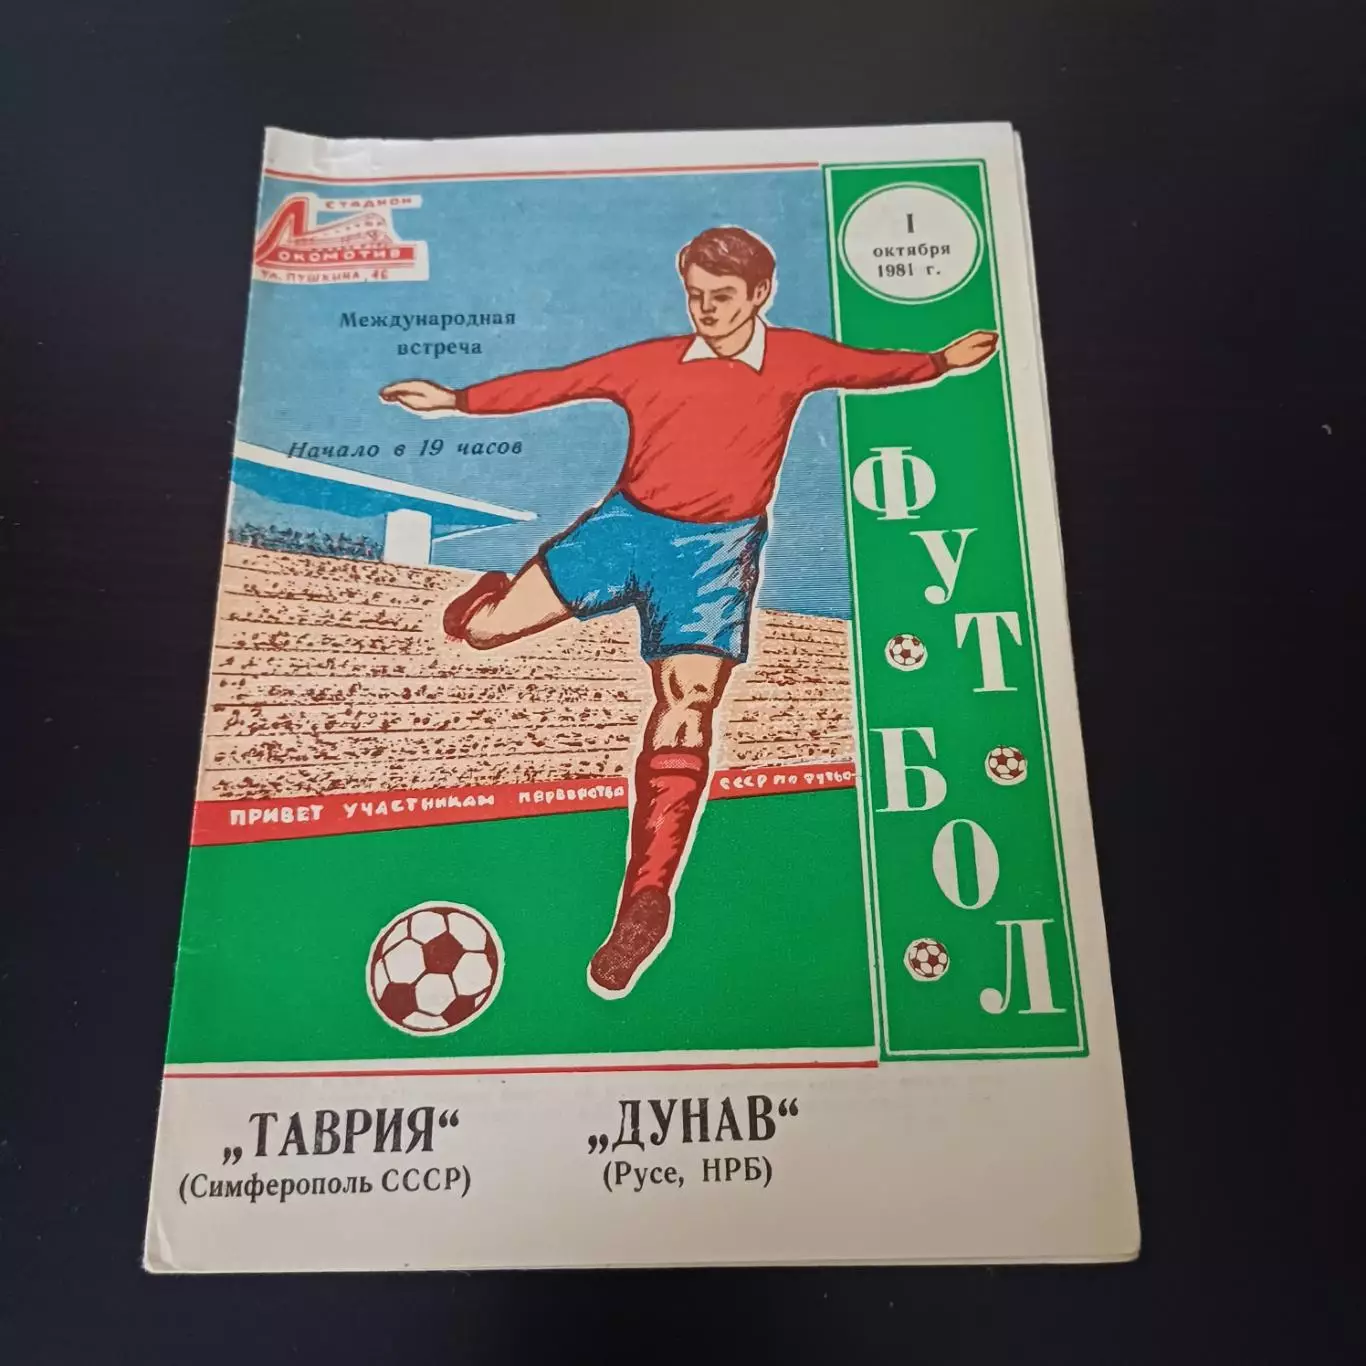 СТАДИОН
ЛОКОМОТИВ
УЛ. ПУШКИНА, 46
1
октября
1981 г.
Международная
встреча
Начало в 19 часов
ФУТБОЛ
ПРИВЕТ УЧАСТНИКАМ ПЕРВЕНСТВА СССР ПО ФУТБО
„ТАВРИЯ“
(Симферополь СССР)
„ДУНАВ“
(Русе, НРБ)